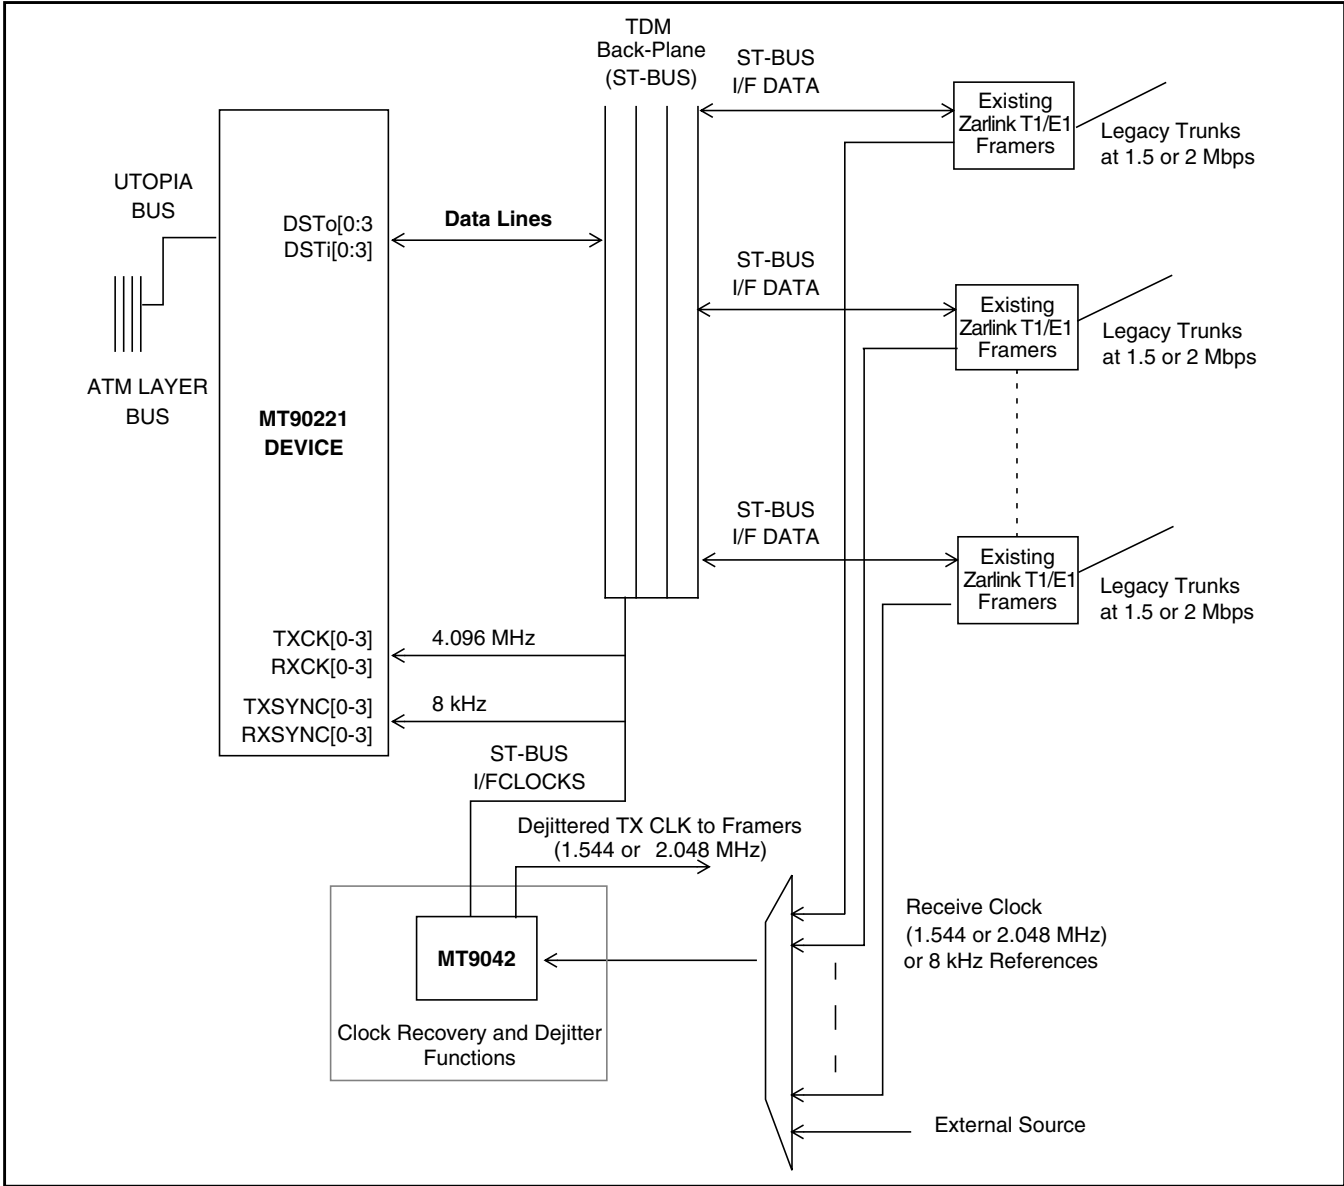 TDM
Back-Plane
(ST-BUS)
ST-BUS
I/F DATA
Existing
Zarlink T1/E1
Framers
Legacy Trunks
at 1.5 or 2 Mbps
UTOPIA
BUS
DSTo[0:3
DSTi[0:3]
Data Lines
ST-BUS
I/F DATA
Existing
Zarlink T1/E1
Framers
Legacy Trunks
at 1.5 or 2 Mbps
ATM LAYER
BUS
MT90221
DEVICE
ST-BUS
I/F DATA
Existing
Zarlink T1/E1
Framers
Legacy Trunks
at 1.5 or 2 Mbps
TXCK[0-3]
RXCK[0-3]
4.096 MHz
TXSYNC[0-3]
RXSYNC[0-3]
8 kHz
ST-BUS
I/FCLOCKS
Dejittered TX CLK to Framers
(1.544 or 2.048 MHz)
MT9042
Clock Recovery and Dejitter
Functions
Receive Clock
(1.544 or 2.048 MHz)
or 8 kHz References
External Source